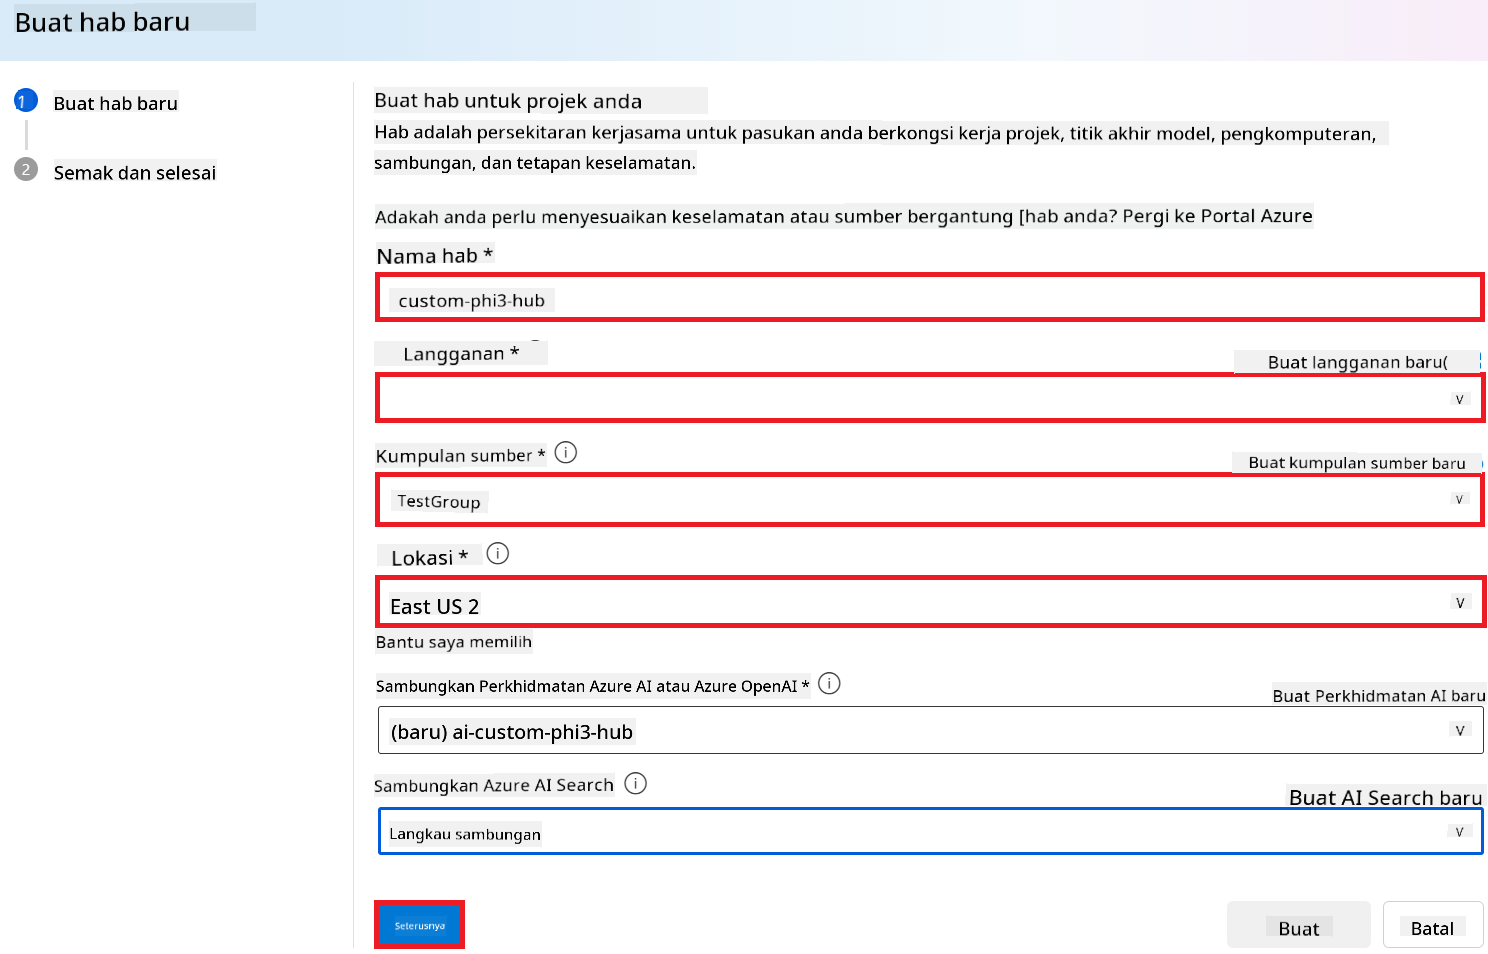 Buat hab baru
1 Buat hab baru
2 Semak dan selesai
Buat hab untuk projek anda
Hab adalah persekitaran kerjasama untuk pasukan anda berkongsi kerja projek, titik akhir model, pengkomputeran,
sambungan, dan tetapan keselamatan.
Adakah anda perlu menyesuaikan keselamatan atau sumber bergantung [hab anda? Pergi ke Portal Azure
Nama hab *
custom-phi3-hub
Langganan *
Buat langganan baru(
v
Kumpulan sumber *
Buat kumpulan sumber baru
TestGroup
v
Lokasi *
East US 2
v
Bantu saya memilih
Sambungkan Perkhidmatan Azure AI atau Azure OpenAI *
Buat Perkhidmatan AI baru
(baru) ai-custom-phi3-hub
v
Sambungkan Azure AI Search
Buat AI Search baru
Langkau sambungan
v
Seterusnya
Buat
Batal